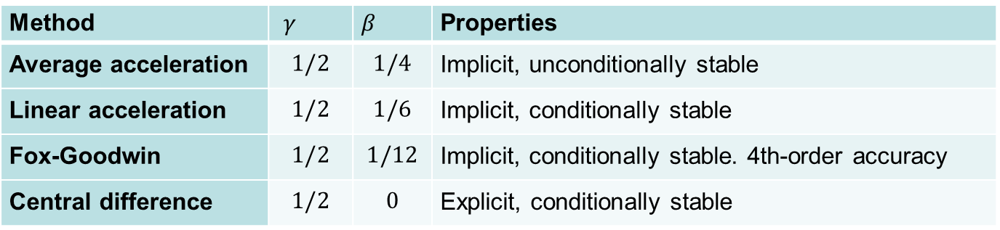 Method γ β Properties
Average acceleration 1/2 1/4 Implicit, unconditionally stable
Linear acceleration 1/2 1/6 Implicit, conditionally stable
Fox-Goodwin 1/2 1/12 Implicit, conditionally stable. 4th-order accuracy
Central difference 1/2 0 Explicit, conditionally stable